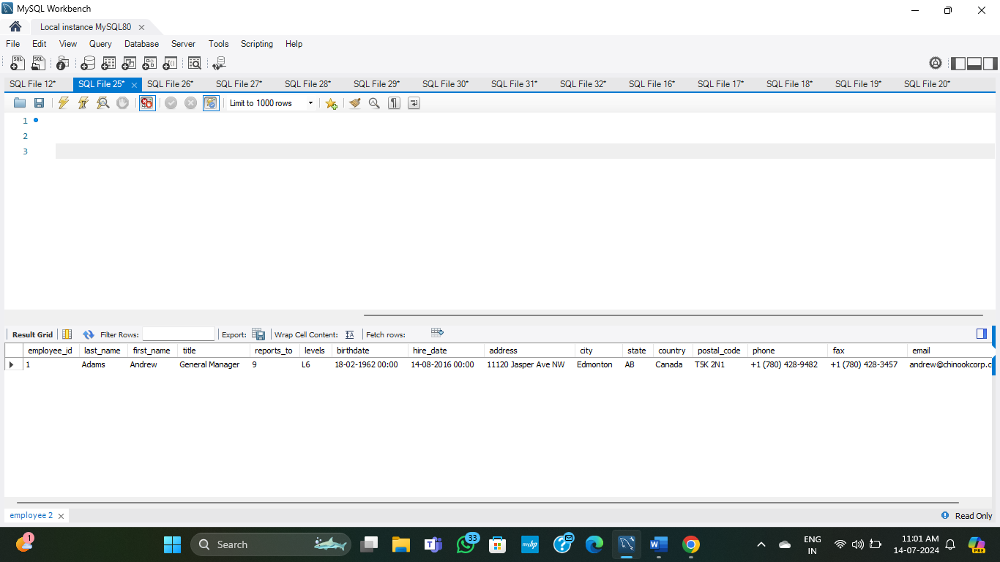 MySQL Workbench
Local instance MySQL80
File Edit View Query Database Server Tools Scripting Help
SQL File 12* SQL File 25* SQL File 26* SQL File 27* SQL File 28* SQL File 29* SQL File 30* SQL File 31* SQL File 32* SQL File 16* SQL File 17* SQL File 18* SQL File 19* SQL File 20*
Limit to 1000 rows
1
2
3
Result Grid Filter Rows: Export: Wrap Cell Content: Fetch rows:
employee_id last_name first_name title reports_to levels birthdate hire_date address city state country postal_code phone fax email
1 Adams Andrew General Manager 9 L6 18-02-1962 00:00 14-08-2016 00:00 11120 Jasper Ave NW Edmonton AB Canada T5K 2N1 +1 (780) 428-9482 +1 (780) 428-3457 andrew@chinookcorp.c
employee 2 Read Only
1 Search 33 myhp ENG 11:01 AM
IN 14-07-2024 PRE